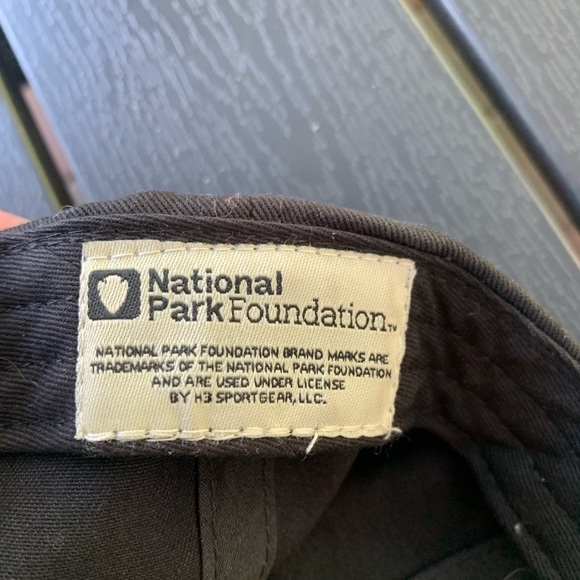 National
Park Foundation™
NATIONAL PARK FOUNDATION BRAND MARKS ARE
TRADEMARKS OF THE NATIONAL PARK FOUNDATION
AND ARE USED UNDER LICENSE
BY H3 SPORTGEAR, LLC.